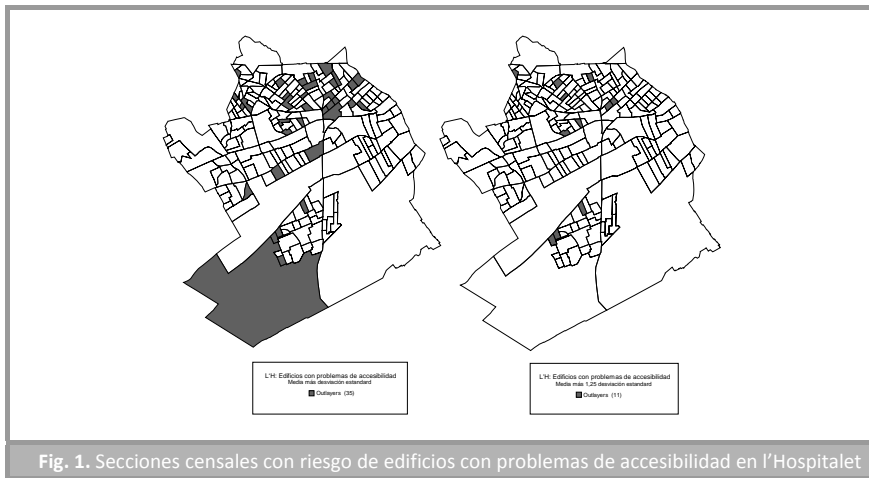 L'H: Edificios con problemas de accesibilidad
Media más desviación estandard
Outlayers (35)
L'H: Edificios con problemas de accesibilidad
Media más 1,25 desviación estandard
Outlayers (11)
Fig. 1. Secciones censales con riesgo de edificios con problemas de accesibilidad en l’Hospitalet